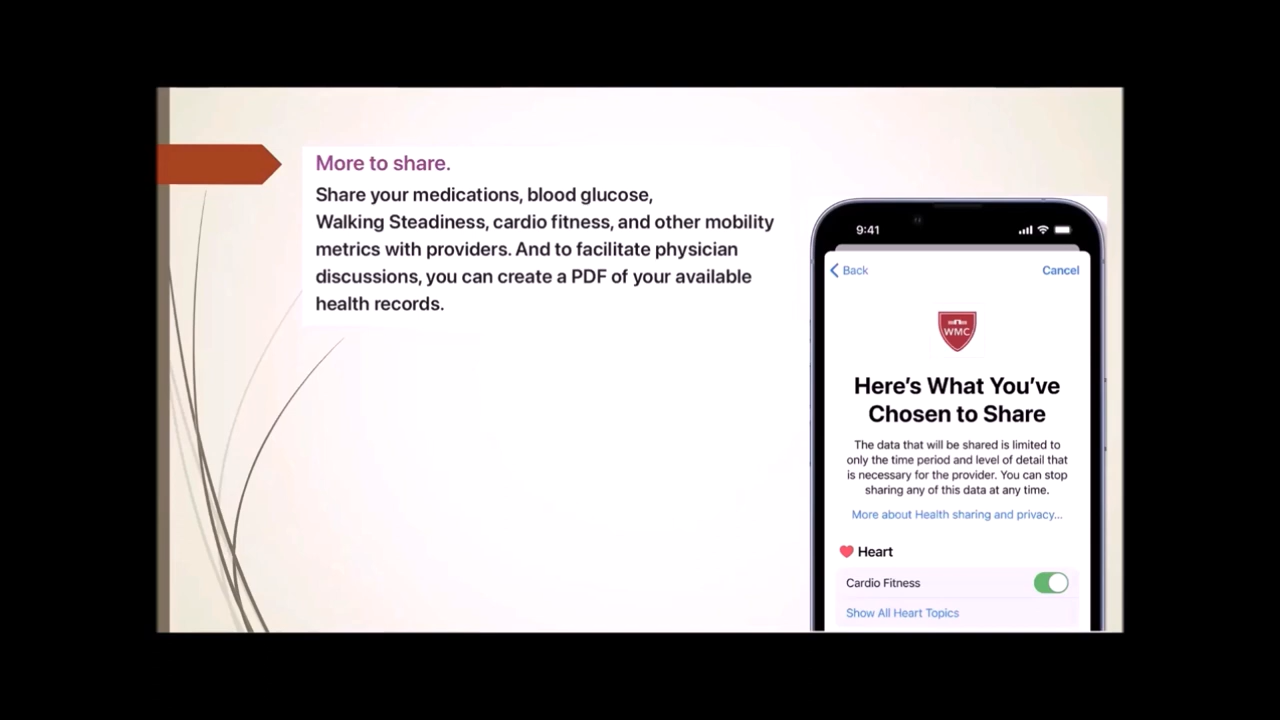 More to share.
Share your medications, blood glucose,
Walking Steadiness, cardio fitness, and other mobility
metrics with providers. And to facilitate physician
discussions, you can create a PDF of your available
health records.
9:41
Back
Cancel
WMC
Here's What You've
Chosen to Share
The data that will be shared is limited to
only the time period and level of detail that
is necessary for the provider. You can stop
sharing any of this data at any time.
More about Health sharing and privacy...
Heart
Cardio Fitness
Show All Heart Topics